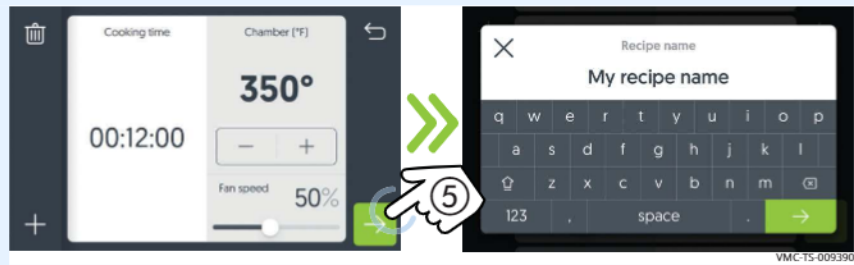 Cooking time
Chamber (°F)
350°
00:12:00
− +
Fan speed
50%
+
5
Recipe name
My recipe name
q w e r t y u i o p
a s d f g h j k l
z x c v b n m
123 , space .
VMC-TS-009390